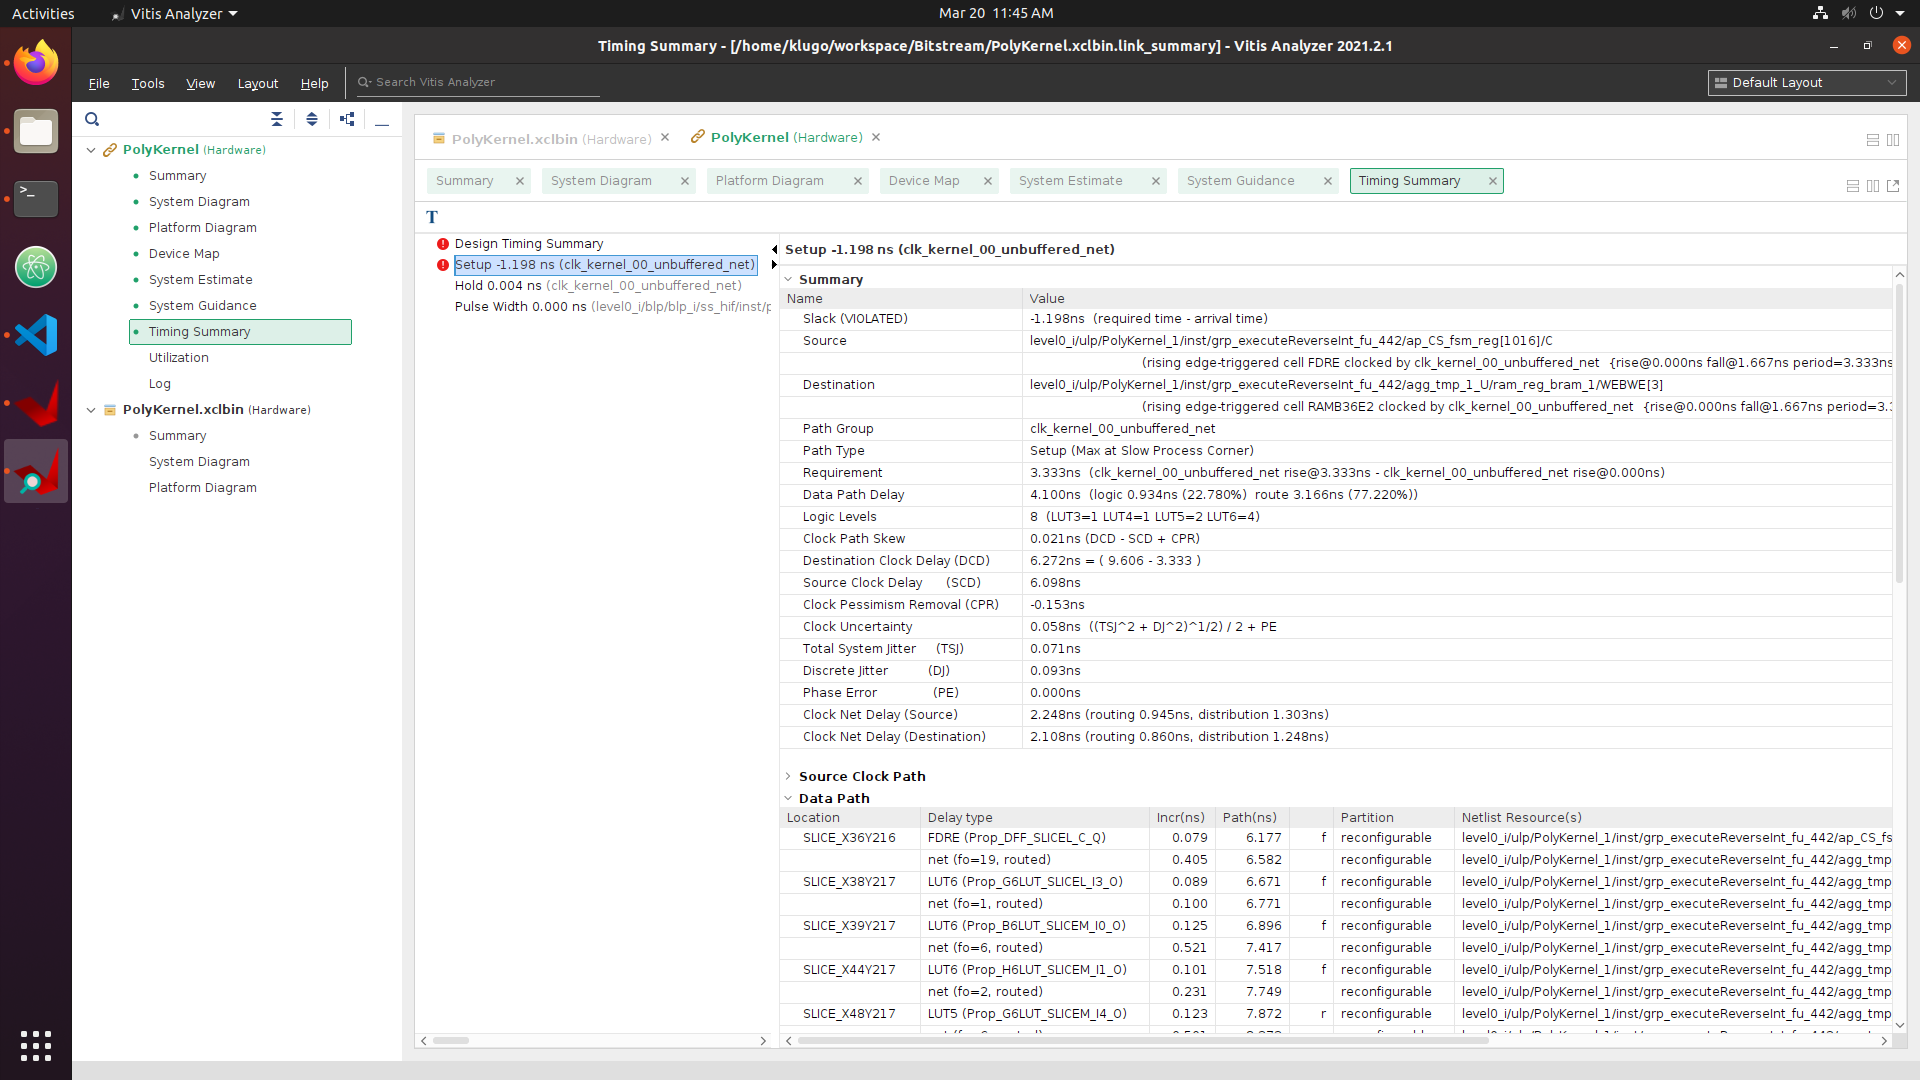 Activities
Vitis Analyzer
Mar 20 11:45 AM
Timing Summary - [/home/klugo/workspace/Bitstream/PolyKernel.xclbin.link_summary] - Vitis Analyzer 2021.2.1
File Tools View Layout Help
Search Vitis Analyzer
Default Layout
PolyKernel (Hardware)
Summary
System Diagram
Platform Diagram
Device Map
System Estimate
System Guidance
Timing Summary
Utilization
Log
PolyKernel.xclbin (Hardware)
Summary
System Diagram
Platform Diagram
PolyKernel.xclbin (Hardware)
PolyKernel (Hardware)
Summary
System Diagram
Platform Diagram
Device Map
System Estimate
System Guidance
Timing Summary
T
Design Timing Summary
Setup -1.198 ns (clk_kernel_00_unbuffered_net)
Hold 0.004 ns (clk_kernel_00_unbuffered_net)
Pulse Width 0.000 ns (level0_i/blp/blp_i/ss_hif/inst/p
Setup -1.198 ns (clk_kernel_00_unbuffered_net)
Summary
Name Value
Slack (VIOLATED) -1.198ns (required time - arrival time)
Source level0_i/ulp/PolyKernel_1/inst/grp_executeReverseInt_fu_442/ap_CS_fsm_reg[1016]/C
(rising edge-triggered cell FDRE clocked by clk_kernel_00_unbuffered_net {rise@0.000ns fall@1.667ns period=3.333ns
Destination level0_i/ulp/PolyKernel_1/inst/grp_executeReverseInt_fu_442/agg_tmp_1_U/ram_reg_bram_1/WEBWE[3]
(rising edge-triggered cell RAMB36E2 clocked by clk_kernel_00_unbuffered_net {rise@0.000ns fall@1.667ns period=3.3
Path Group clk_kernel_00_unbuffered_net
Path Type Setup (Max at Slow Process Corner)
Requirement 3.333ns (clk_kernel_00_unbuffered_net rise@3.333ns - clk_kernel_00_unbuffered_net rise@0.000ns)
Data Path Delay 4.100ns (logic 0.934ns (22.780%) route 3.166ns (77.220%))
Logic Levels 8 (LUT3=1 LUT4=1 LUT5=2 LUT6=4)
Clock Path Skew 0.021ns (DCD - SCD + CPR)
Destination Clock Delay (DCD) 6.272ns = ( 9.606 - 3.333 )
Source Clock Delay (SCD) 6.098ns
Clock Pessimism Removal (CPR) -0.153ns
Clock Uncertainty 0.058ns ((TSJ^2 + DJ^2)^1/2) / 2 + PE
Total System Jitter (TSJ) 0.071ns
Discrete Jitter (DJ) 0.093ns
Phase Error (PE) 0.000ns
Clock Net Delay (Source) 2.248ns (routing 0.945ns, distribution 1.303ns)
Clock Net Delay (Destination) 2.108ns (routing 0.860ns, distribution 1.248ns)
Source Clock Path
Data Path
Location Delay type Incr(ns) Path(ns) Partition Netlist Resource(s)
SLICE_X36Y216 FDRE (Prop_DFF_SLICEL_C_Q) 0.079 6.177 f reconfigurable level0_i/ulp/PolyKernel_1/inst/grp_executeReverseInt_fu_442/ap_CS_fs
net (fo=19, routed) 0.405 6.582 reconfigurable level0_i/ulp/PolyKernel_1/inst/grp_executeReverseInt_fu_442/agg_tmp
SLICE_X38Y217 LUT6 (Prop_G6LUT_SLICEL_I3_O) 0.089 6.671 f reconfigurable level0_i/ulp/PolyKernel_1/inst/grp_executeReverseInt_fu_442/agg_tmp
net (fo=1, routed) 0.100 6.771 reconfigurable level0_i/ulp/PolyKernel_1/inst/grp_executeReverseInt_fu_442/agg_tmp
SLICE_X39Y217 LUT6 (Prop_B6LUT_SLICEM_I0_O) 0.125 6.896 f reconfigurable level0_i/ulp/PolyKernel_1/inst/grp_executeReverseInt_fu_442/agg_tmp
net (fo=6, routed) 0.521 7.417 reconfigurable level0_i/ulp/PolyKernel_1/inst/grp_executeReverseInt_fu_442/agg_tmp
SLICE_X44Y217 LUT6 (Prop_H6LUT_SLICEM_I1_O) 0.101 7.518 f reconfigurable level0_i/ulp/PolyKernel_1/inst/grp_executeReverseInt_fu_442/agg_tmp
net (fo=2, routed) 0.231 7.749 reconfigurable level0_i/ulp/PolyKernel_1/inst/grp_executeReverseInt_fu_442/agg_tmp
SLICE_X48Y217 LUT5 (Prop_G6LUT_SLICEM_I4_O) 0.123 7.872 r reconfigurable level0_i/ulp/PolyKernel_1/inst/grp_executeReverseInt_fu_442/agg_tmp